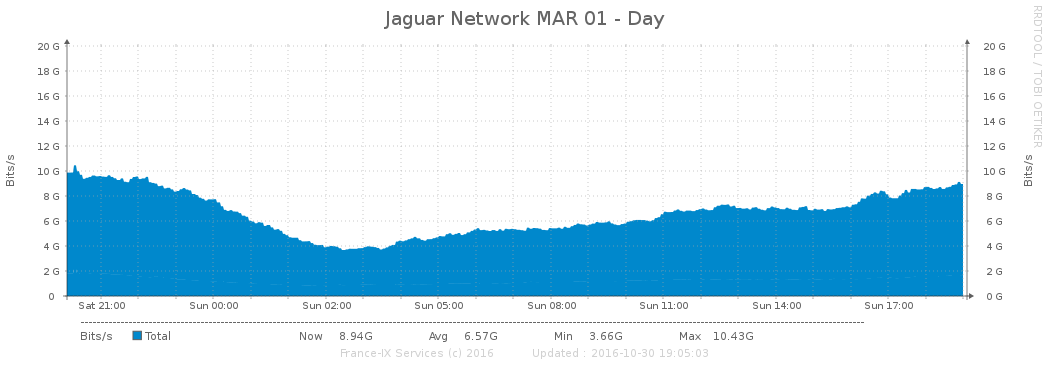 Jaguar Network MAR 01 - Day
RRDTOOL / TOBI OETIKER
Bits/s
20 G 20 G
18 G 18 G
16 G 16 G
14 G 14 G
12 G 12 G
10 G 10 G
8 G 8 G
6 G 6 G
4 G 4 G
2 G 2 G
0 0 G
Bits/s
Sat 21:00 Sun 00:00 Sun 02:00 Sun 05:00 Sun 08:00 Sun 11:00 Sun 14:00 Sun 17:00
Bits/s Total Now 8.94G Avg 6.57G Min 3.66G Max 10.43G
France-IX Services (c) 2016 Updated : 2016-10-30 19:05:03